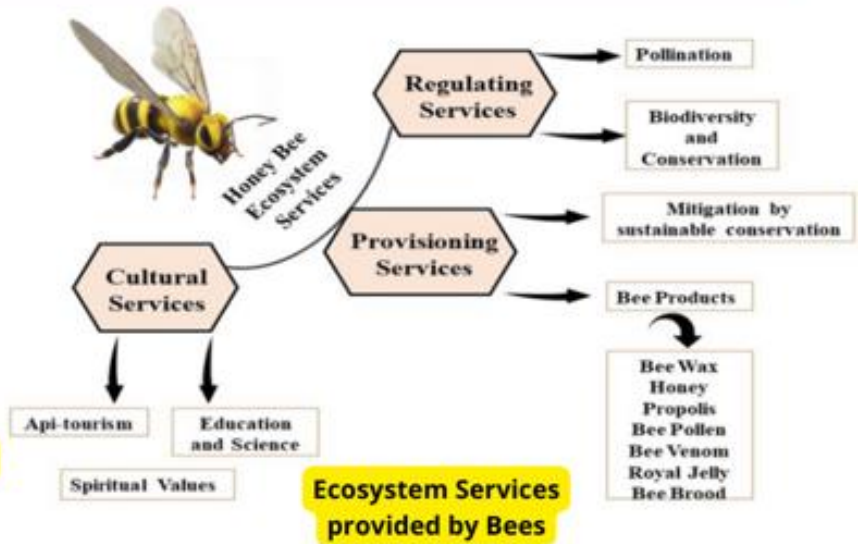 Honey Bee
Ecosystem
Services
Regulating
Services
Pollination
Biodiversity
and
Conservation
Provisioning
Services
Mitigation by
sustainable conservation
Bee Products
Bee Wax
Honey
Propolis
Bee Pollen
Bee Venom
Royal Jelly
Bee Brood
Cultural
Services
Api-tourism
Education
and Science
Spiritual Values
Ecosystem Services
provided by Bees